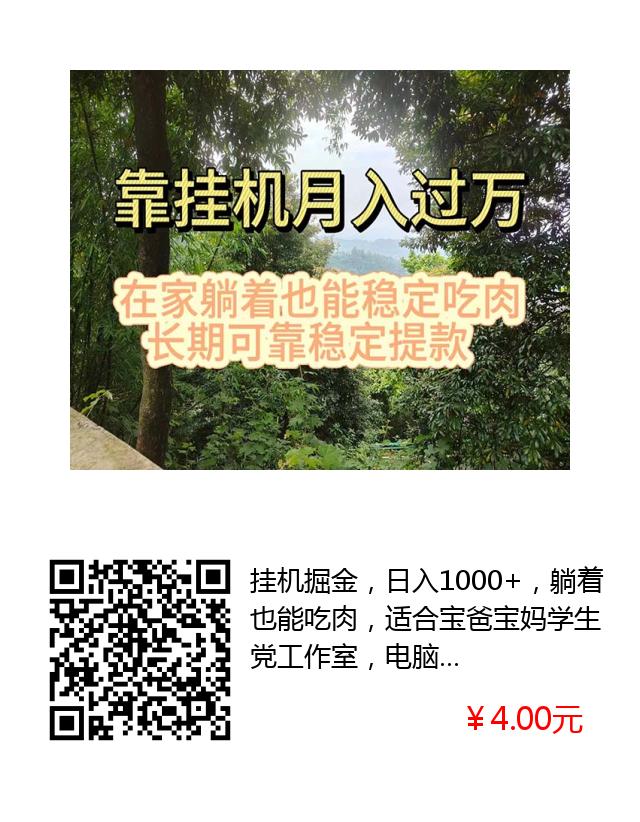 靠挂机月入过万
在家躺着也能稳定吃肉
长期可靠稳定提款
挂机掘金，日入1000+，躺着
也能吃肉，适合宝爸宝妈学生
党工作室，电脑...
￥4.00元